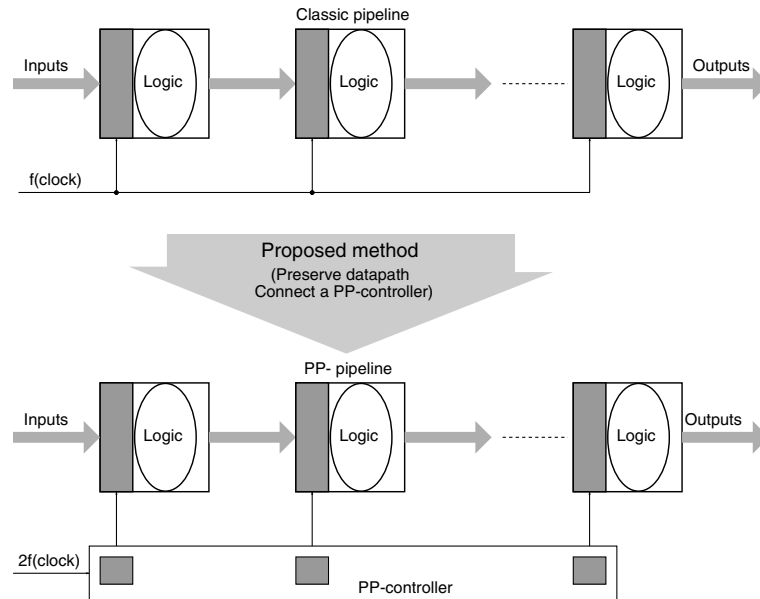 Classic pipeline
Inputs
Logic
Logic
Logic
Outputs
f(clock)
Proposed method
(Preserve datapath
Connect a PP-controller)
PP- pipeline
Inputs
Logic
Logic
Logic
Outputs
2f(clock)
PP-controller